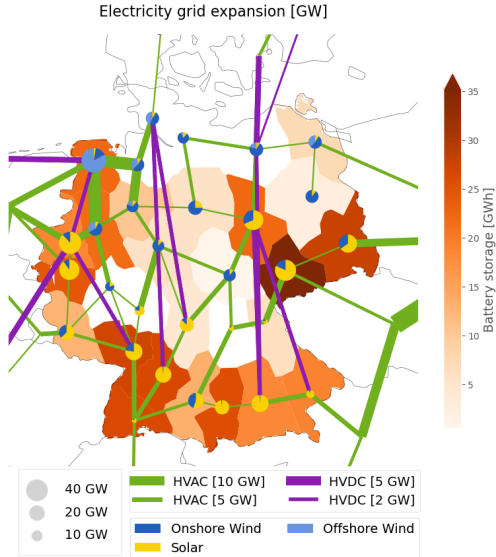 Electricity grid expansion [GW]
35
30
25
20
15
10
5
Battery storage [GWh]
40 GW
20 GW
10 GW
HVAC [10 GW]
HVAC [5 GW]
HVDC [5 GW]
HVDC [2 GW]
Onshore Wind
Solar
Offshore Wind